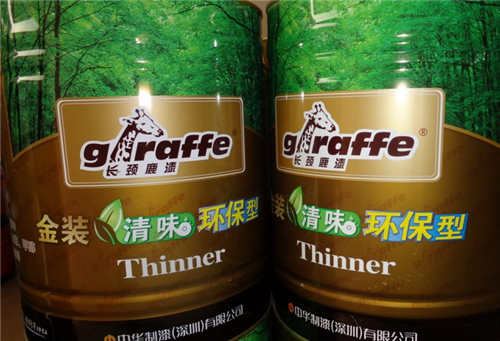 giraffe®
长颈鹿漆
金装清味环保型
Thinner
中华制漆(深圳)有限公司
giraffe®
长颈鹿漆
装清味环保型
Thinner
中华制漆(深圳)有限公司